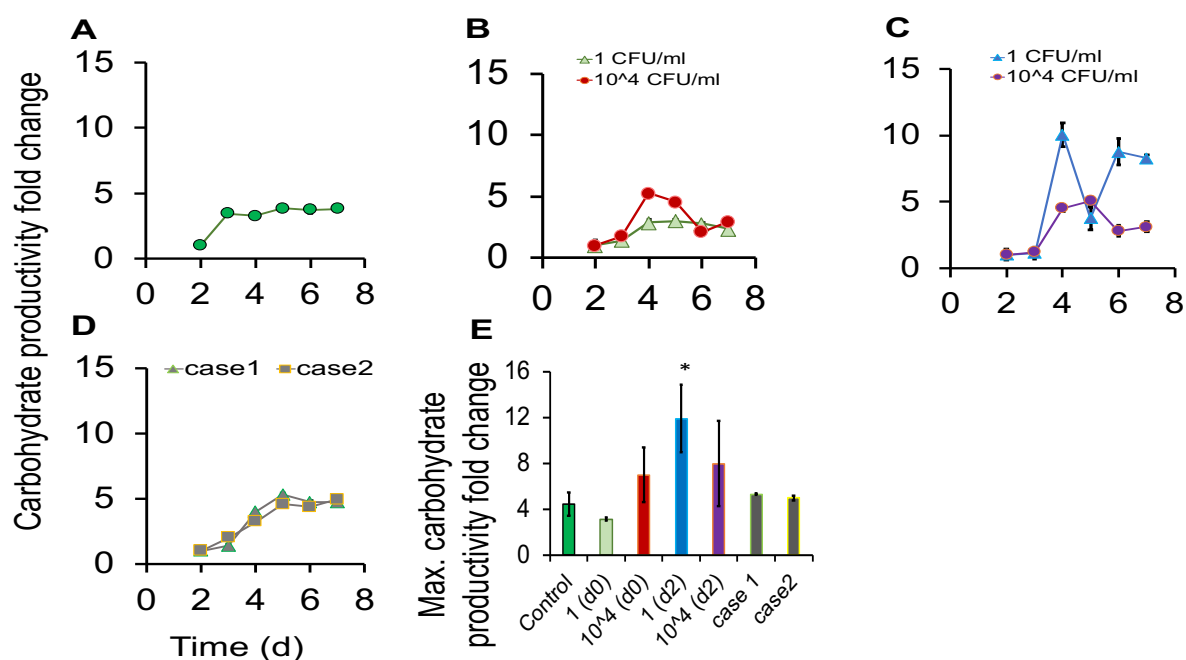 Carbohydrate productivity fold change
A
15
10
5
0
0 2 4 6 8
B
1 CFU/ml
10^4 CFU/ml
15
10
5
0
0 2 4 6 8
C
1 CFU/ml
10^4 CFU/ml
15
10
5
0
0 2 4 6 8
D
case1 case2
15
10
5
0
0 2 4 6 8
Time (d)
E
Max. carbohydrate
productivity fold change
*
16
12
8
4
0
Control
1 (d0)
10^4 (d0)
1 (d2)
10^4 (d2)
case 1
case2